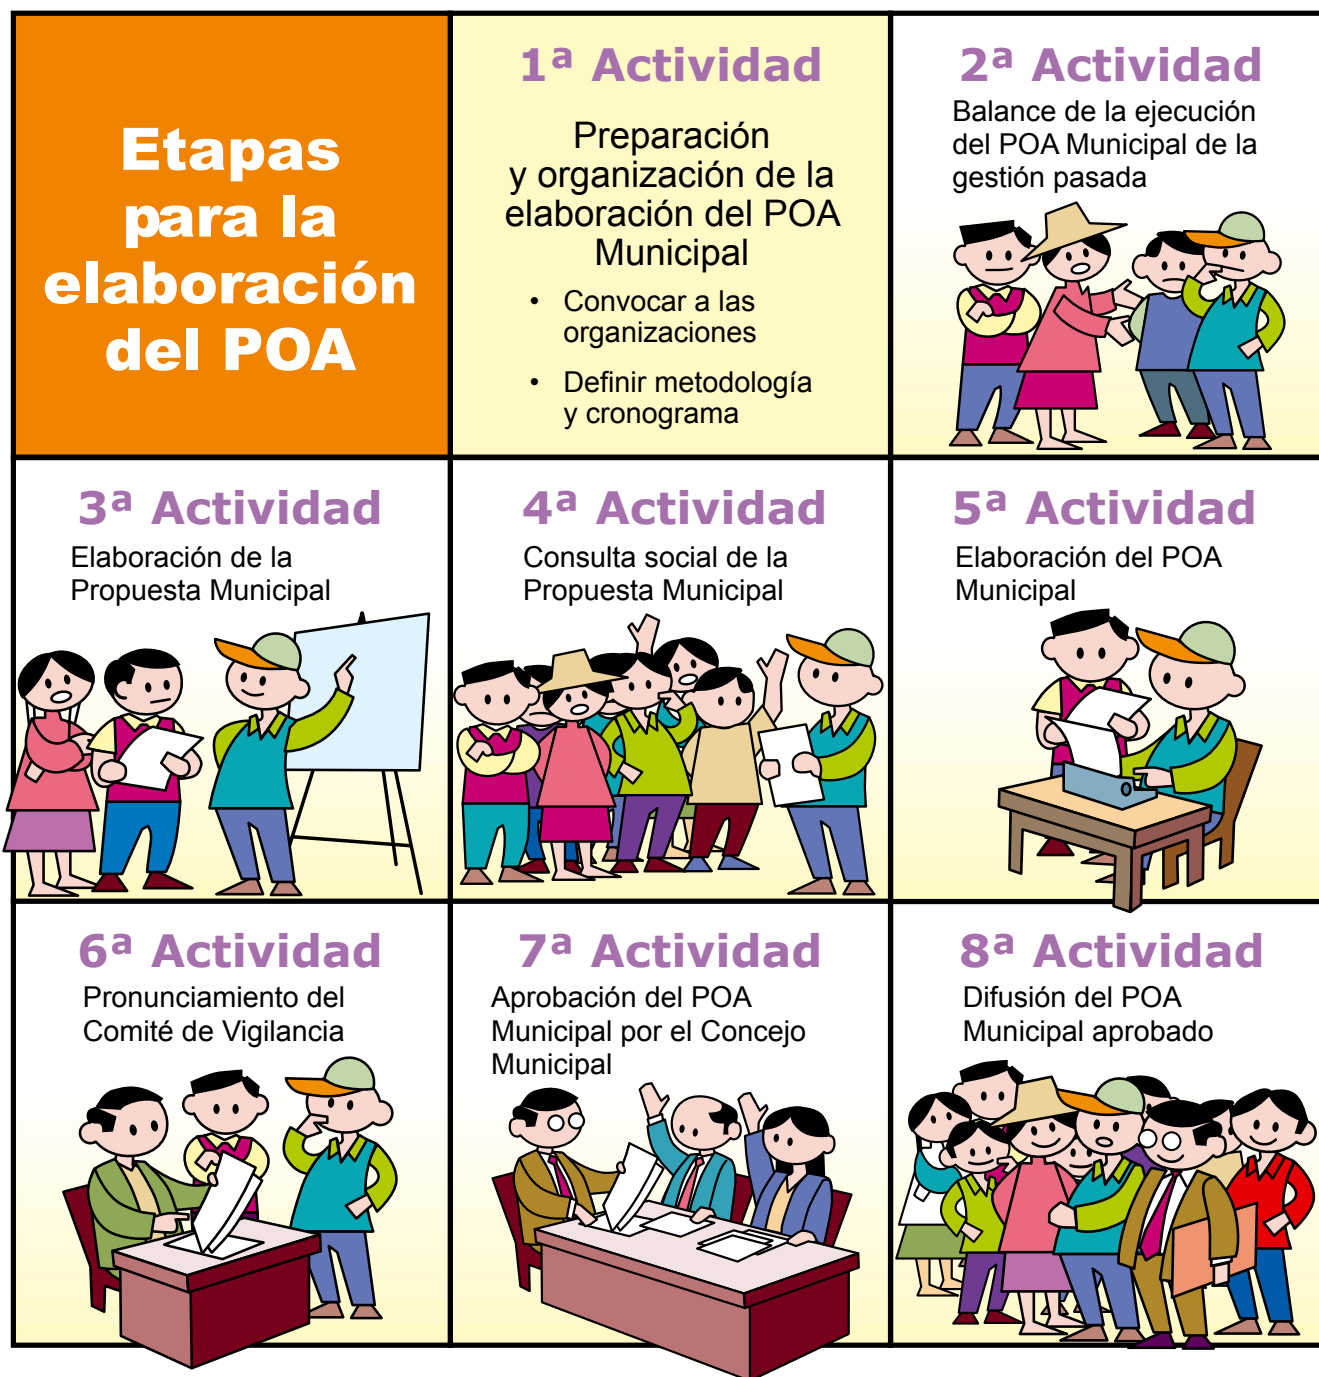 Etapas
para la
elaboración
del POA
1ª Actividad
Preparación
y organización de la
elaboración del POA
Municipal
• Convocar a las
organizaciones
• Definir metodología
y cronograma
2ª Actividad
Balance de la ejecución
del POA Municipal de la
gestión pasada
3ª Actividad
Elaboración de la
Propuesta Municipal
4ª Actividad
Consulta social de la
Propuesta Municipal
5ª Actividad
Elaboración del POA
Municipal
6ª Actividad
Pronunciamiento del
Comité de Vigilancia
7ª Actividad
Aprobación del POA
Municipal por el Concejo
Municipal
8ª Actividad
Difusión del POA
Municipal aprobado